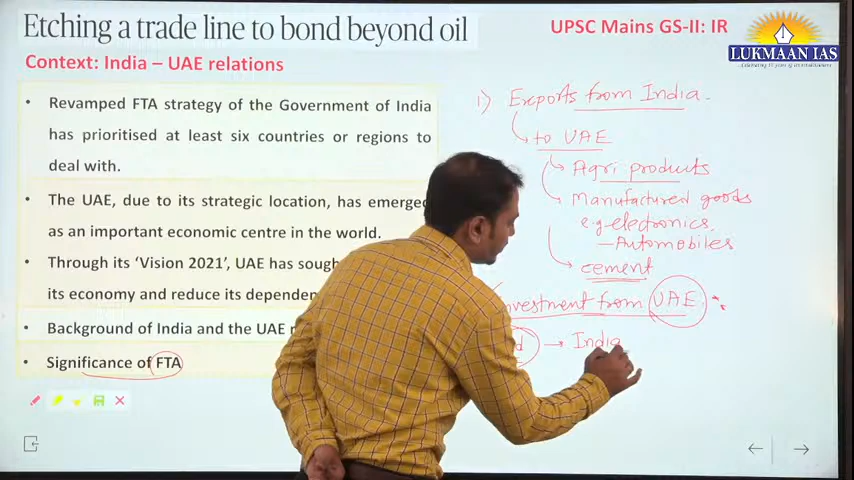 Etching a trade line to bond beyond oil
UPSC Mains GS-II: IR
LUKMAAN IAS
Context: India – UAE relations
• Revamped FTA strategy of the Government of India
has prioritised at least six countries or regions to
deal with.
• The UAE, due to its strategic location, has emerged
as an important economic centre in the world.
• Through its 'Vision 2021', UAE has sough
its economy and reduce its dependen
• Background of India and the UAE
• Significance of FTA
1) Exports from India.
to UAE
Agri products
Manufactured goods
e.g. electronics.
– Automobiles
cement
Investment from UAE
→ India